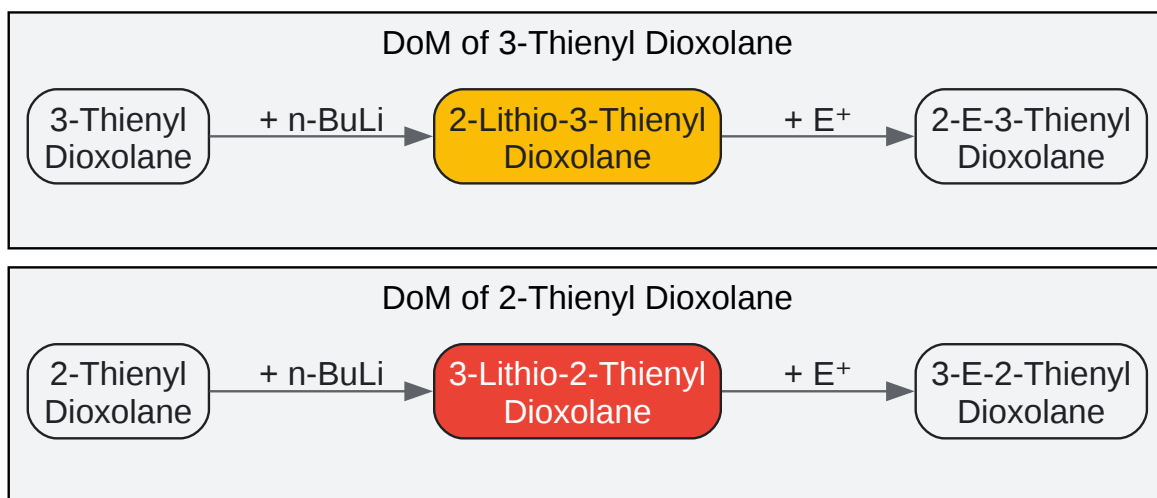 DoM of 3-Thienyl Dioxolane
3-Thienyl
Dioxolane
+ n-BuLi
2-Lithio-3-Thienyl
Dioxolane
+ E⁺
2-E-3-Thienyl
Dioxolane
DoM of 2-Thienyl Dioxolane
2-Thienyl
Dioxolane
+ n-BuLi
3-Lithio-2-Thienyl
Dioxolane
+ E⁺
3-E-2-Thienyl
Dioxolane